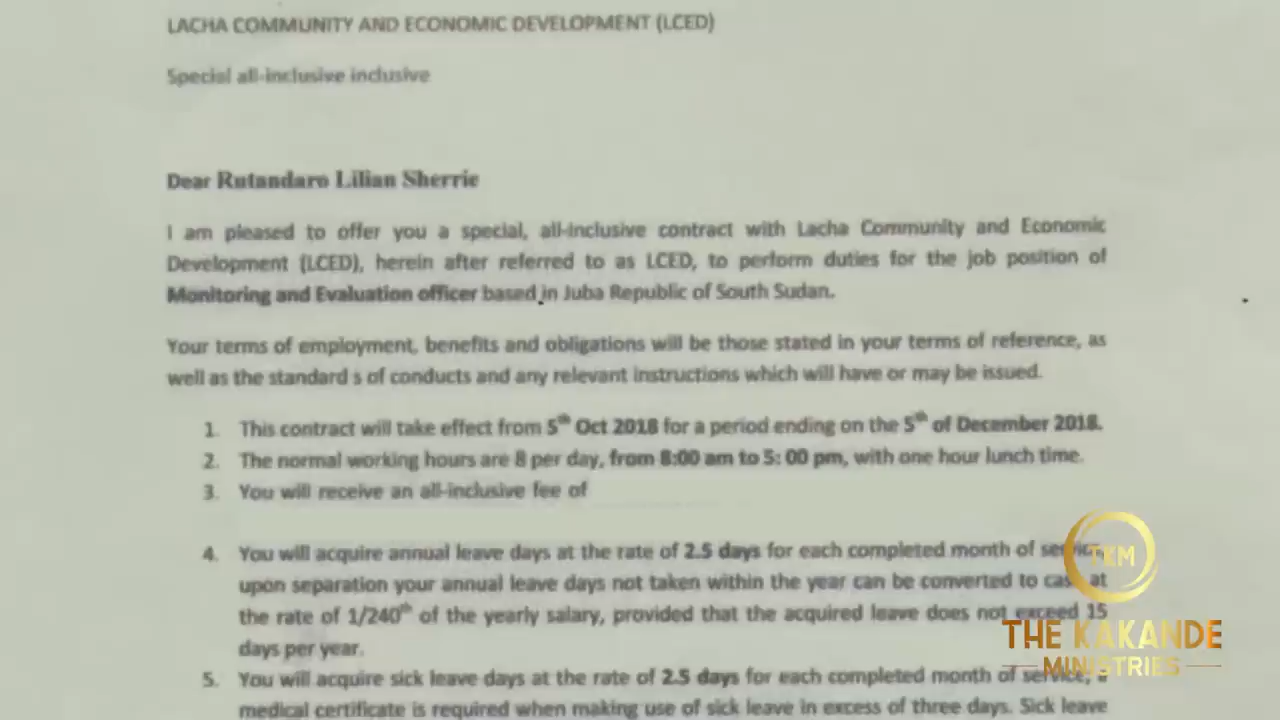 LACHA COMMUNITY AND ECONOMIC DEVELOPMENT (LCED)
Special all-inclusive inclusive
Dear Rutandaro Lilian Sherrie
I am pleased to offer you a special, all-inclusive contract with Lacha Community and Economic
Development (LCED), herein after referred to as LCED, to perform duties for the job position of
Monitoring and Evaluation officer based in Juba Republic of South Sudan.
Your terms of employment, benefits and obligations will be those stated in your terms of reference, as
well as the standard s of conducts and any relevant instructions which will have or may be issued.
1. This contract will take effect from 5th Oct 2018 for a period ending on the 5th of December 2018.
2. The normal working hours are 8 per day, from 8:00 am to 5: 00 pm, with one hour lunch time.
3. You will receive an all-inclusive fee of
4. You will acquire annual leave days at the rate of 2.5 days for each completed month of service,
upon separation your annual leave days not taken within the year can be converted to cash at
the rate of 1/240th of the yearly salary, provided that the acquired leave does not exceed 15
days per year.
5. You will acquire sick leave days at the rate of 2.5 days for each completed month of service, a
medical certificate is required when making use of sick leave in excess of three days. Sick leave
TKM
THE KAKANDE
MINISTRIES